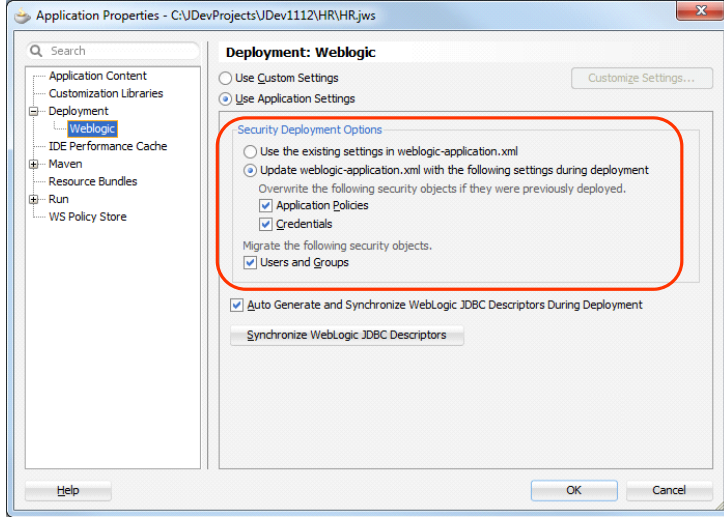 Application Properties - C:\JDevProjects\JDev1112\HR\HR.jws
Search
Application Content
Customization Libraries
Deployment
Weblogic
IDE Performance Cache
Maven
Resource Bundles
Run
WS Policy Store
Deployment: Weblogic
Use Custom Settings
Customize Settings...
Use Application Settings
Security Deployment Options
Use the existing settings in weblogic-application.xml
Update weblogic-application.xml with the following settings during deployment
Overwrite the following security objects if they were previously deployed.
Application Policies
Credentials
Migrate the following security objects.
Users and Groups
Auto Generate and Synchronize WebLogic JDBC Descriptors During Deployment
Synchronize WebLogic JDBC Descriptors
Help
OK
Cancel